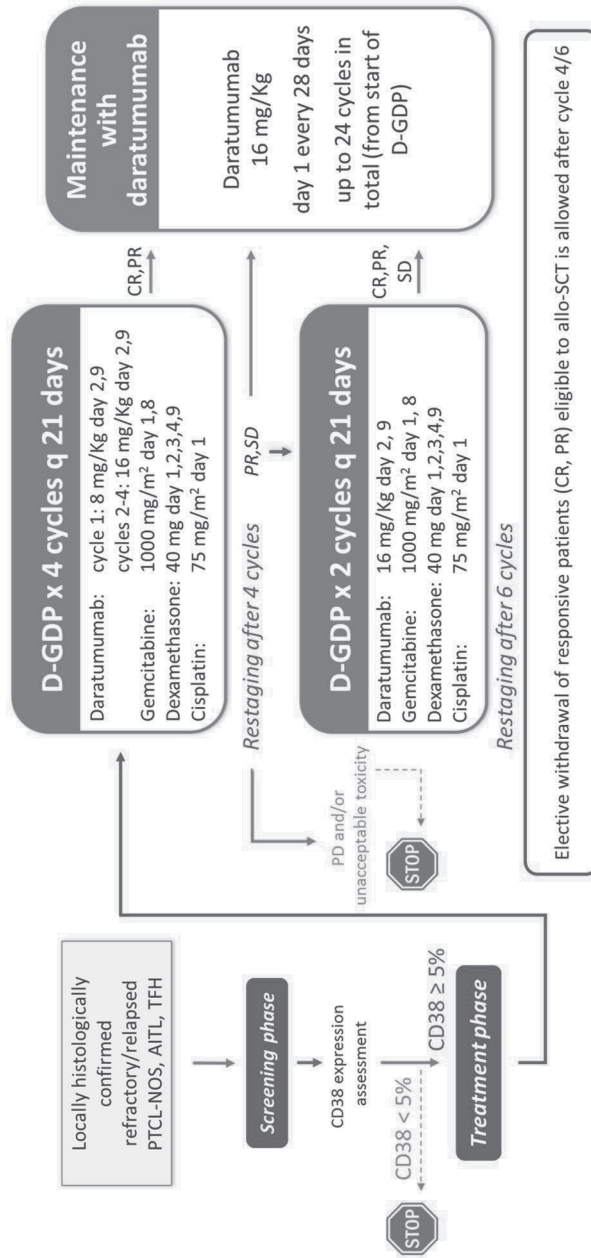 Locally histologically
confirmed
refractory/relapsed
PTCL-NOS, AITL, TFH
Screening phase
CD38 expression
assessment
CD38 < 5%
STOP
CD38 ≥ 5%
Treatment phase
D-GDP x 4 cycles q 21 days
Daratumumab: cycle 1: 8 mg/Kg day 2,9
cycles 2-4: 16 mg/Kg day 2,9
Gemcitabine: 1000 mg/m² day 1,8
Dexamethasone: 40 mg day 1,2,3,4,9
Cisplatin: 75 mg/m² day 1
Restaging after 4 cycles
PD and/or
unacceptable toxicity
STOP
PR,SD
CR,PR
D-GDP x 2 cycles q 21 days
Daratumumab: 16 mg/Kg day 2, 9
Gemcitabine: 1000 mg/m² day 1, 8
Dexamethasone: 40 mg day 1,2,3,4,9
Cisplatin: 75 mg/m² day 1
Restaging after 6 cycles
CR,PR,
SD
Maintenance
with
daratumumab
Daratumumab
16 mg/Kg
day 1 every 28 days
up to 24 cycles in
total (from start of
D-GDP)
Elective withdrawal of responsive patients (CR, PR) eligible to allo-SCT is allowed after cycle 4/6